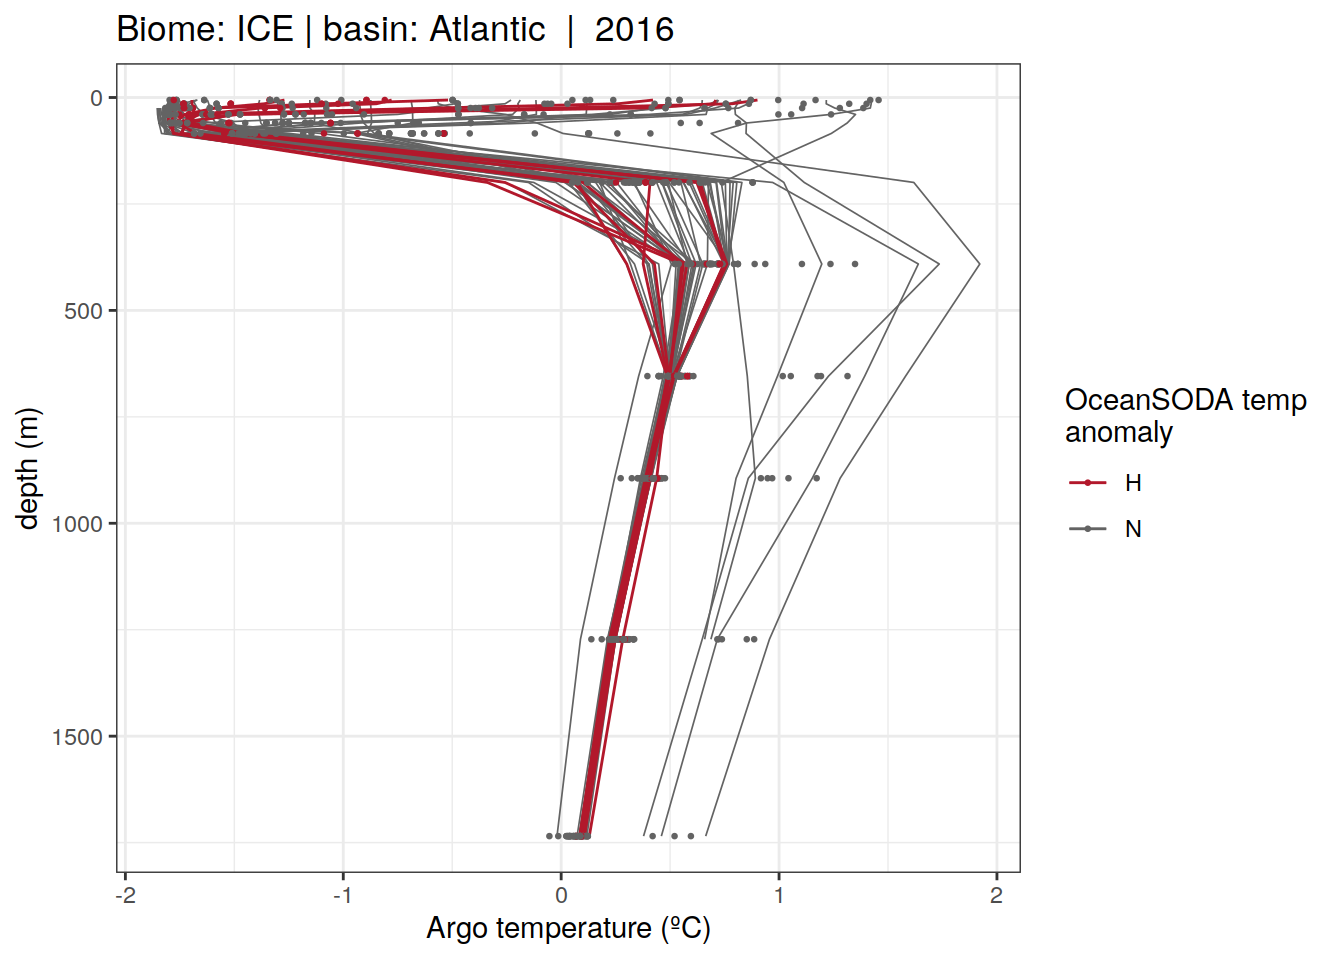 Biome: ICE | basin: Atlantic  |  2016
0
500
1000
1500
depth (m)
-2
-1
0
1
2
Argo temperature (ºC)
OceanSODA temp
anomaly
H
N